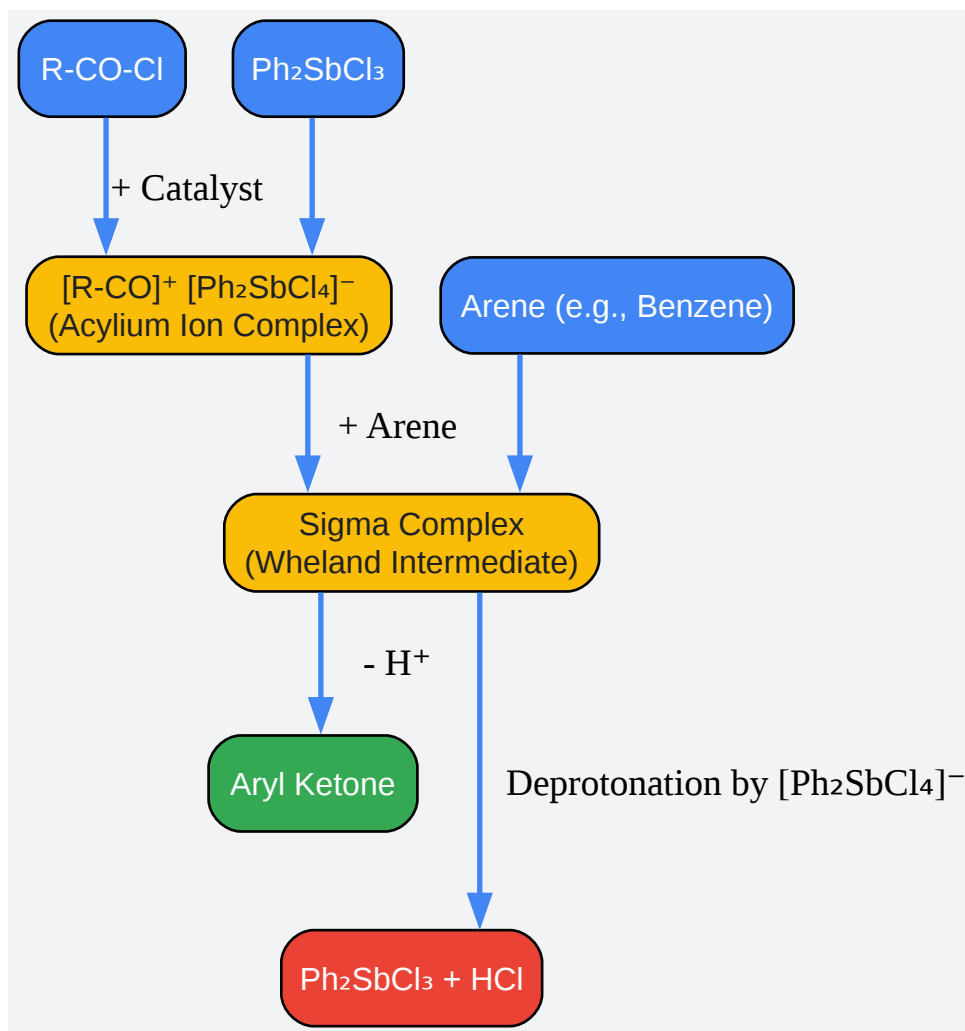 R-CO-Cl
Ph₂SbCl₃
+ Catalyst
[R-CO]⁺ [Ph₂SbCl₄]⁻
(Acylium Ion Complex)
Arene (e.g., Benzene)
+ Arene
Sigma Complex
(Wheland Intermediate)
- H⁺
Aryl Ketone
Deprotonation by [Ph₂SbCl₄]⁻
Ph₂SbCl₃ + HCl